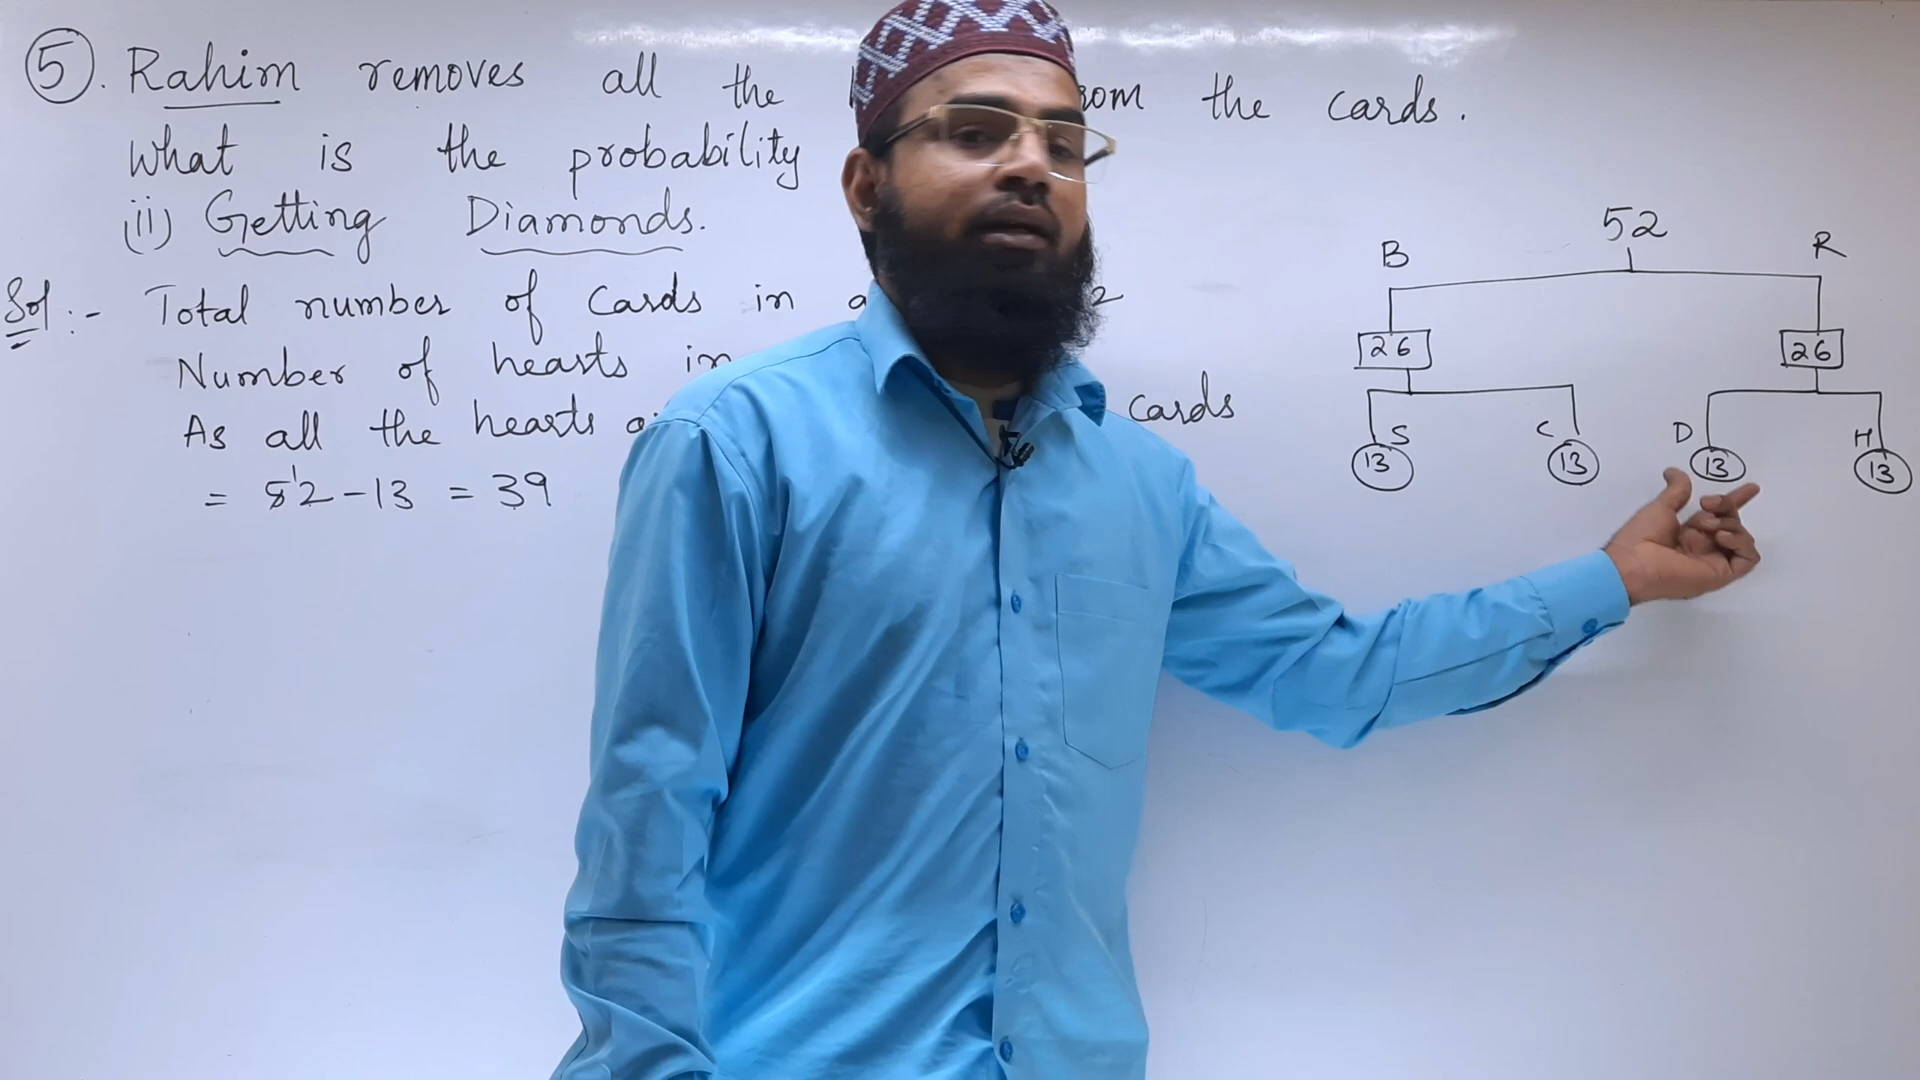 5. Rahim removes all the from the cards.
What is the probability
(ii) Getting Diamonds.
Sol :- Total number of cards in a 2
Number of hearts in
As all the hearts cards
= 52 - 13 = 39
52
B R
26 26
S C D H
13 13 13 13